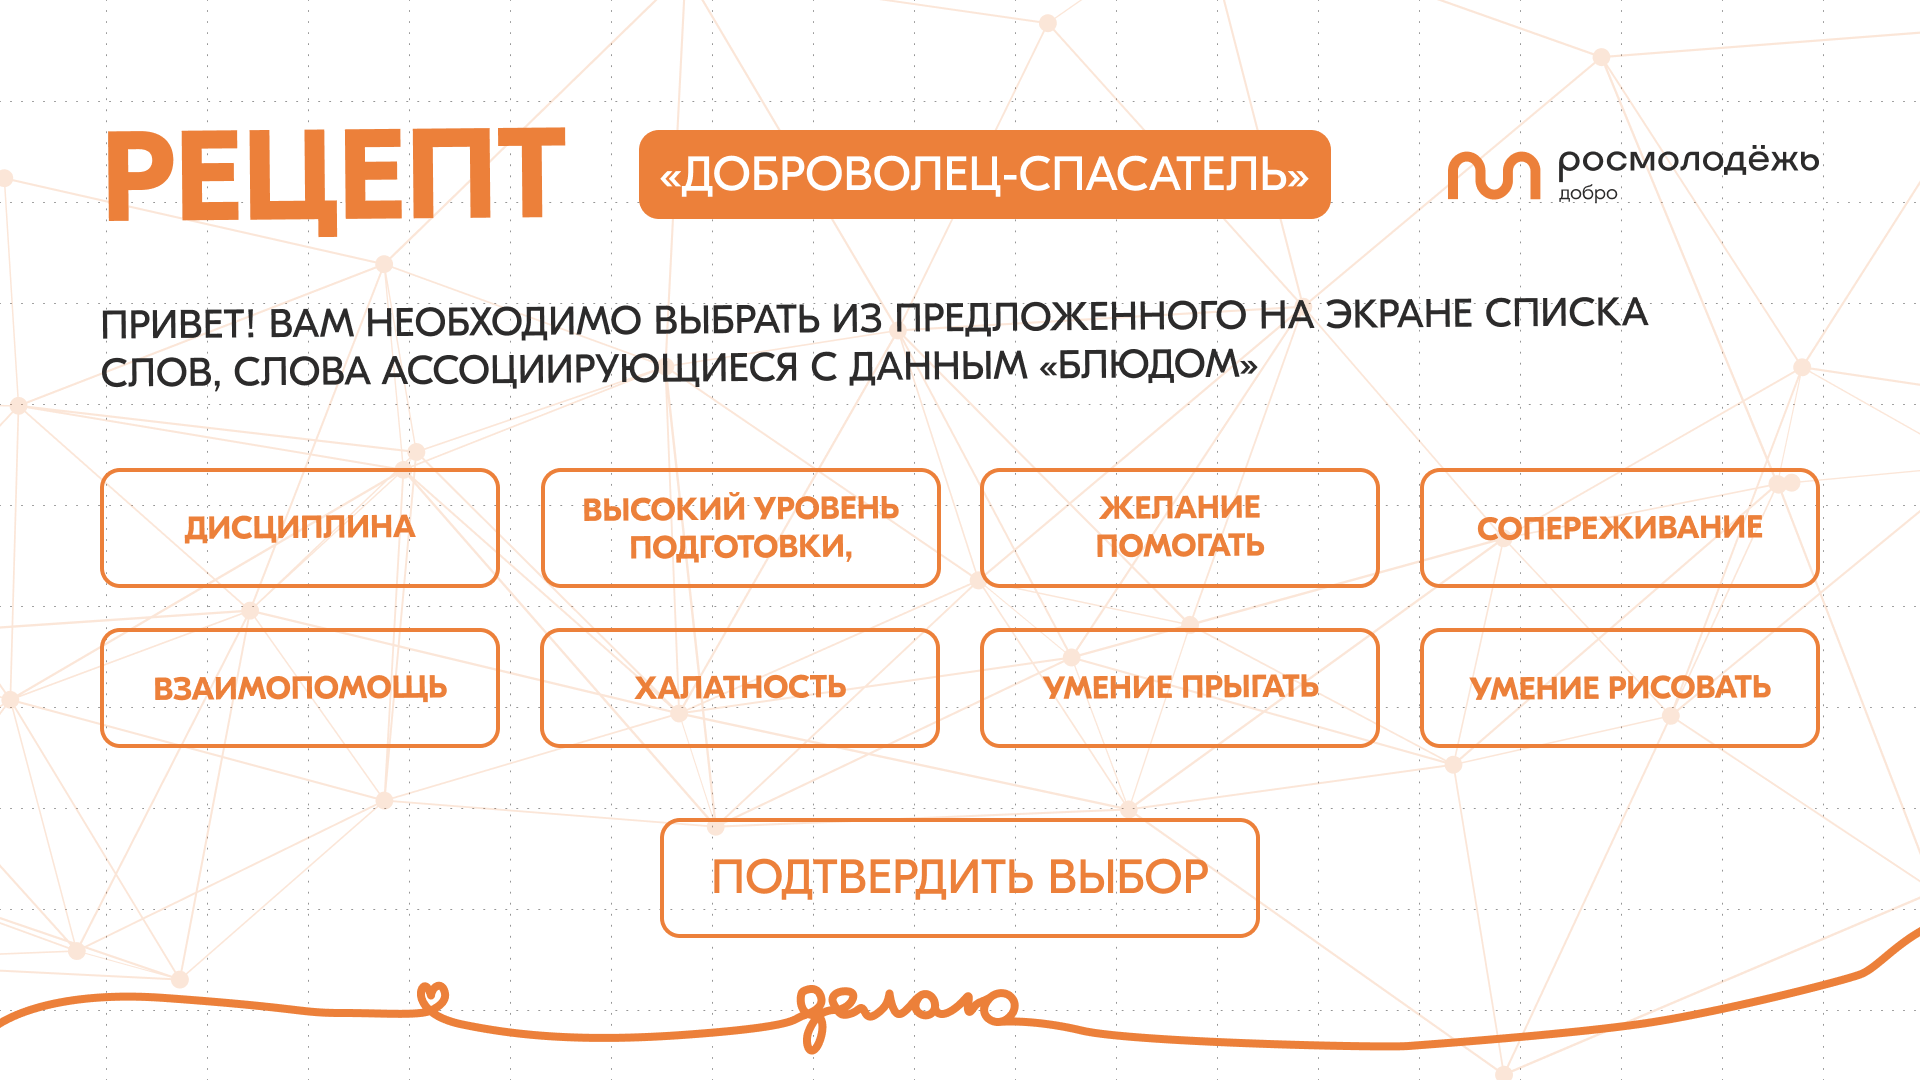 РЕЦЕПТ
«ДОБРОВОЛЕЦ-СПАСАТЕЛЬ»
росмолодёжь
добро
ПРИВЕТ! ВАМ НЕОБХОДИМО ВЫБРАТЬ ИЗ ПРЕДЛОЖЕННОГО НА ЭКРАНЕ СПИСКА
СЛОВ, СЛОВА АССОЦИИРУЮЩИЕСЯ С ДАННЫМ «БЛЮДОМ»
ДИСЦИПЛИНА
ВЫСОКИЙ УРОВЕНЬ
ПОДГОТОВКИ,
ЖЕЛАНИЕ
ПОМОГАТЬ
СОПЕРЕЖИВАНИЕ
ВЗАИМОПОМОЩЬ
ХАЛАТНОСТЬ
УМЕНИЕ ПРЫГАТЬ
УМЕНИЕ РИСОВАТЬ
ПОДТВЕРДИТЬ ВЫБОР
делаю